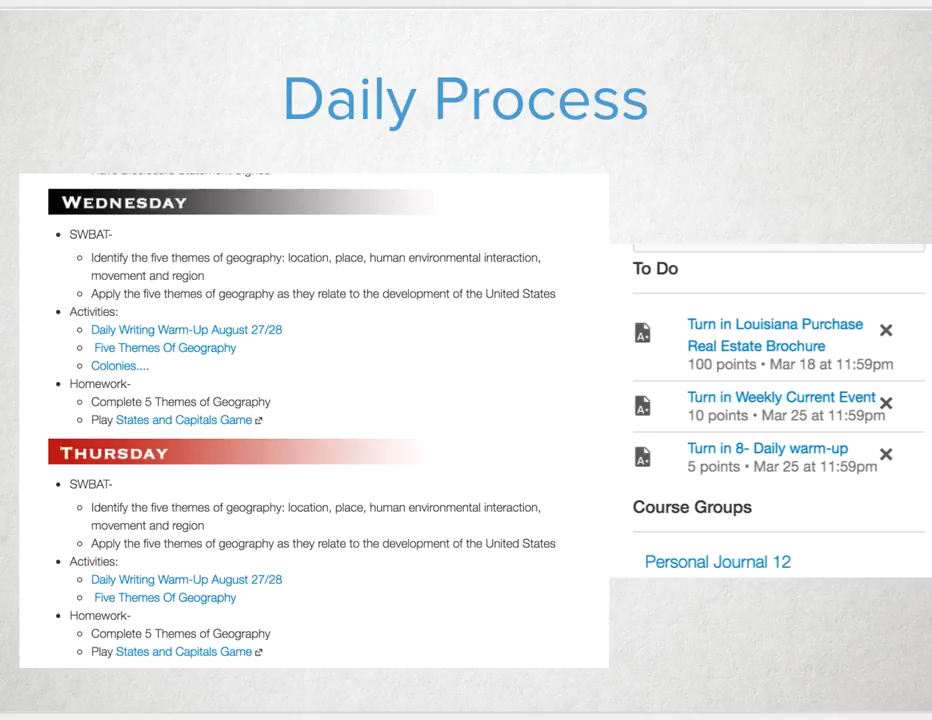 Daily Process
Have Disclosure Statement Signed
WEDNESDAY
SWBAT-
Identify the five themes of geography: location, place, human environmental interaction,
movement and region
Apply the five themes of geography as they relate to the development of the United States
Activities:
Daily Writing Warm-Up August 27/28
Five Themes Of Geography
Colonies....
Homework-
Complete 5 Themes of Geography
Play States and Capitals Game
THURSDAY
SWBAT-
Identify the five themes of geography: location, place, human environmental interaction,
movement and region
Apply the five themes of geography as they relate to the development of the United States
Activities:
Daily Writing Warm-Up August 27/28
Five Themes Of Geography
Homework-
Complete 5 Themes of Geography
Play States and Capitals Game
To Do
Turn in Louisiana Purchase
Real Estate Brochure
100 points • Mar 18 at 11:59pm
Turn in Weekly Current Event
10 points • Mar 25 at 11:59pm
Turn in 8- Daily warm-up
5 points • Mar 25 at 11:59pm
Course Groups
Personal Journal 12